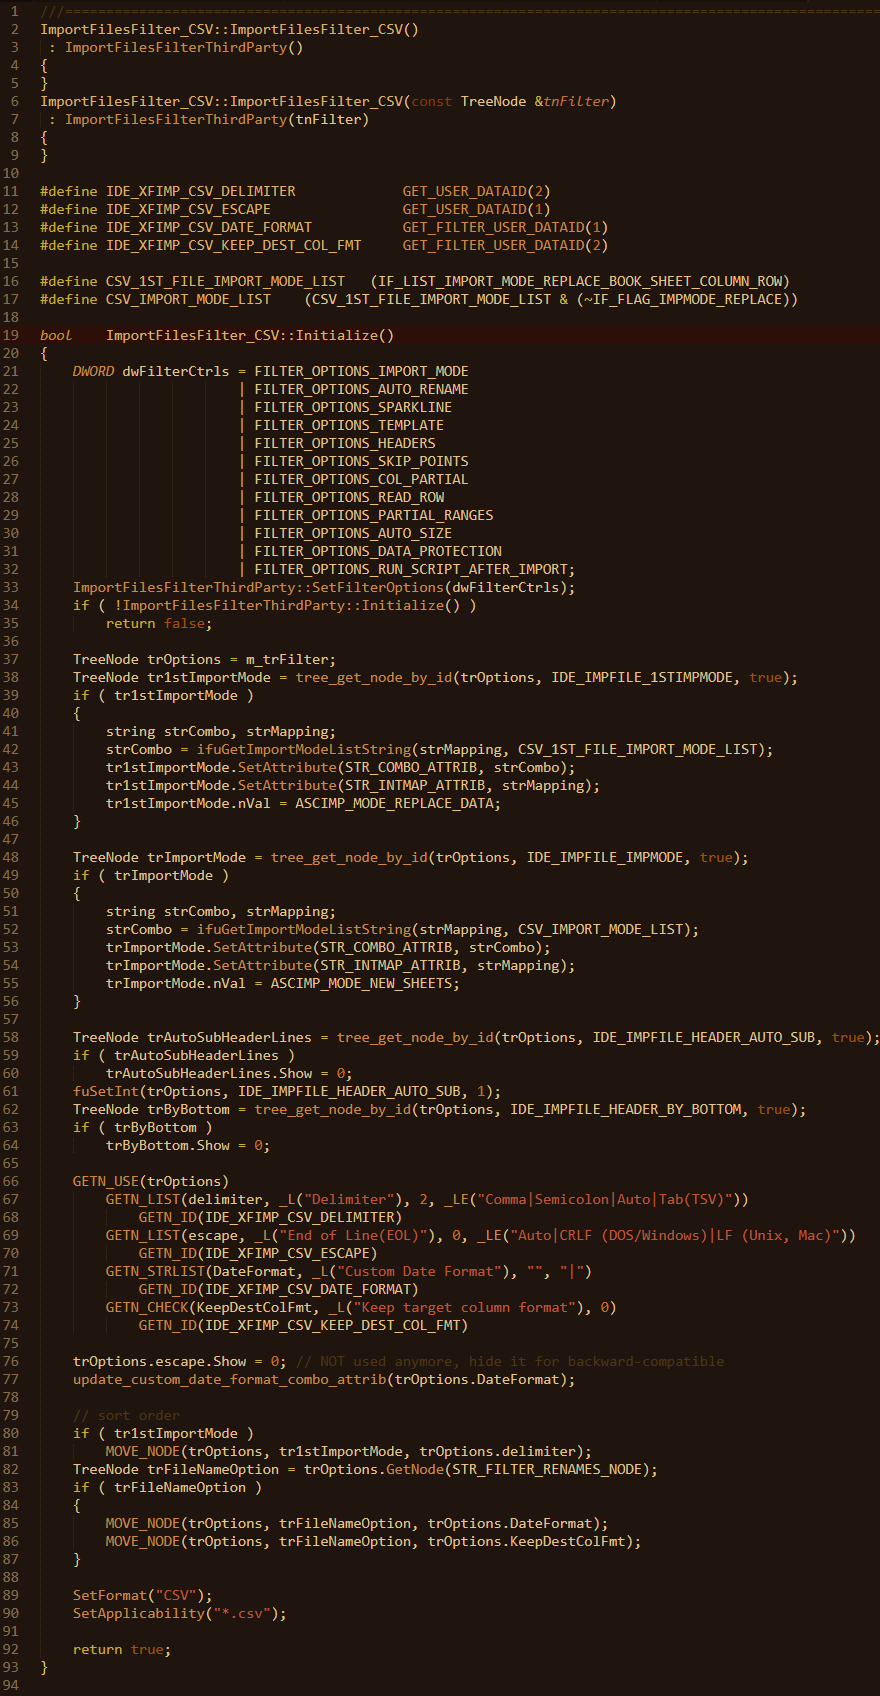 1 ///====================================================================================================
2 ImportFilesFilter_CSV::ImportFilesFilter_CSV()
3 : ImportFilesFilterThirdParty()
4 {
5 }
6 ImportFilesFilter_CSV::ImportFilesFilter_CSV(const TreeNode &tnFilter)
7 : ImportFilesFilterThirdParty(tnFilter)
8 {
9 }
10
11 #define IDE_XFIMP_CSV_DELIMITER GET_USER_DATAID(2)
12 #define IDE_XFIMP_CSV_ESCAPE GET_USER_DATAID(1)
13 #define IDE_XFIMP_CSV_DATE_FORMAT GET_FILTER_USER_DATAID(1)
14 #define IDE_XFIMP_CSV_KEEP_DEST_COL_FMT GET_FILTER_USER_DATAID(2)
15
16 #define CSV_1ST_FILE_IMPORT_MODE_LIST (IF_LIST_IMPORT_MODE_REPLACE_BOOK_SHEET_COLUMN_ROW)
17 #define CSV_IMPORT_MODE_LIST (CSV_1ST_FILE_IMPORT_MODE_LIST & (~IF_FLAG_IMPMODE_REPLACE))
18
19 bool ImportFilesFilter_CSV::Initialize()
20 {
21 DWORD dwFilterCtrls = FILTER_OPTIONS_IMPORT_MODE
22 | FILTER_OPTIONS_AUTO_RENAME
23 | FILTER_OPTIONS_SPARKLINE
24 | FILTER_OPTIONS_TEMPLATE
25 | FILTER_OPTIONS_HEADERS
26 | FILTER_OPTIONS_SKIP_POINTS
27 | FILTER_OPTIONS_COL_PARTIAL
28 | FILTER_OPTIONS_READ_ROW
29 | FILTER_OPTIONS_PARTIAL_RANGES
30 | FILTER_OPTIONS_AUTO_SIZE
31 | FILTER_OPTIONS_DATA_PROTECTION
32 | FILTER_OPTIONS_RUN_SCRIPT_AFTER_IMPORT;
33 ImportFilesFilterThirdParty::SetFilterOptions(dwFilterCtrls);
34 if ( !ImportFilesFilterThirdParty::Initialize() )
35 return false;
36
37 TreeNode trOptions = m_trFilter;
38 TreeNode tr1stImportMode = tree_get_node_by_id(trOptions, IDE_IMPFILE_1STIMPMODE, true);
39 if ( tr1stImportMode )
40 {
41 string strCombo, strMapping;
42 strCombo = ifuGetImportModeListString(strMapping, CSV_1ST_FILE_IMPORT_MODE_LIST);
43 tr1stImportMode.SetAttribute(STR_COMBO_ATTRIB, strCombo);
44 tr1stImportMode.SetAttribute(STR_INTMAP_ATTRIB, strMapping);
45 tr1stImportMode.nVal = ASCIMP_MODE_REPLACE_DATA;
46 }
47
48 TreeNode trImportMode = tree_get_node_by_id(trOptions, IDE_IMPFILE_IMPMODE, true);
49 if ( trImportMode )
50 {
51 string strCombo, strMapping;
52 strCombo = ifuGetImportModeListString(strMapping, CSV_IMPORT_MODE_LIST);
53 trImportMode.SetAttribute(STR_COMBO_ATTRIB, strCombo);
54 trImportMode.SetAttribute(STR_INTMAP_ATTRIB, strMapping);
55 trImportMode.nVal = ASCIMP_MODE_NEW_SHEETS;
56 }
57
58 TreeNode trAutoSubHeaderLines = tree_get_node_by_id(trOptions, IDE_IMPFILE_HEADER_AUTO_SUB, true);
59 if ( trAutoSubHeaderLines )
60 trAutoSubHeaderLines.Show = 0;
61 fuSetInt(trOptions, IDE_IMPFILE_HEADER_AUTO_SUB, 1);
62 TreeNode trByBottom = tree_get_node_by_id(trOptions, IDE_IMPFILE_HEADER_BY_BOTTOM, true);
63 if ( trByBottom )
64 trByBottom.Show = 0;
65
66 GETN_USE(trOptions)
67 GETN_LIST(delimiter, _L("Delimiter"), 2, _LE("Comma|Semicolon|Auto|Tab(TSV)"))
68 GETN_ID(IDE_XFIMP_CSV_DELIMITER)
69 GETN_LIST(escape, _L("End of Line(EOL)"), 0, _LE("Auto|CRLF (DOS/Windows)|LF (Unix, Mac)"))
70 GETN_ID(IDE_XFIMP_CSV_ESCAPE)
71 GETN_STRLIST(DateFormat, _L("Custom Date Format"), "", "|")
72 GETN_ID(IDE_XFIMP_CSV_DATE_FORMAT)
73 GETN_CHECK(KeepDestColFmt, _L("Keep target column format"), 0)
74 GETN_ID(IDE_XFIMP_CSV_KEEP_DEST_COL_FMT)
75
76 trOptions.escape.Show = 0; // NOT used anymore, hide it for backward-compatible
77 update_custom_date_format_combo_attrib(trOptions.DateFormat);
78
79 // sort order
80 if ( tr1stImportMode )
81 MOVE_NODE(trOptions, tr1stImportMode, trOptions.delimiter);
82 TreeNode trFileNameOption = trOptions.GetNode(STR_FILTER_RENAMES_NODE);
83 if ( trFileNameOption )
84 {
85 MOVE_NODE(trOptions, trFileNameOption, trOptions.DateFormat);
86 MOVE_NODE(trOptions, trFileNameOption, trOptions.KeepDestColFmt);
87 }
88
89 SetFormat("CSV");
90 SetApplicability("*.csv");
91
92 return true;
93 }
94